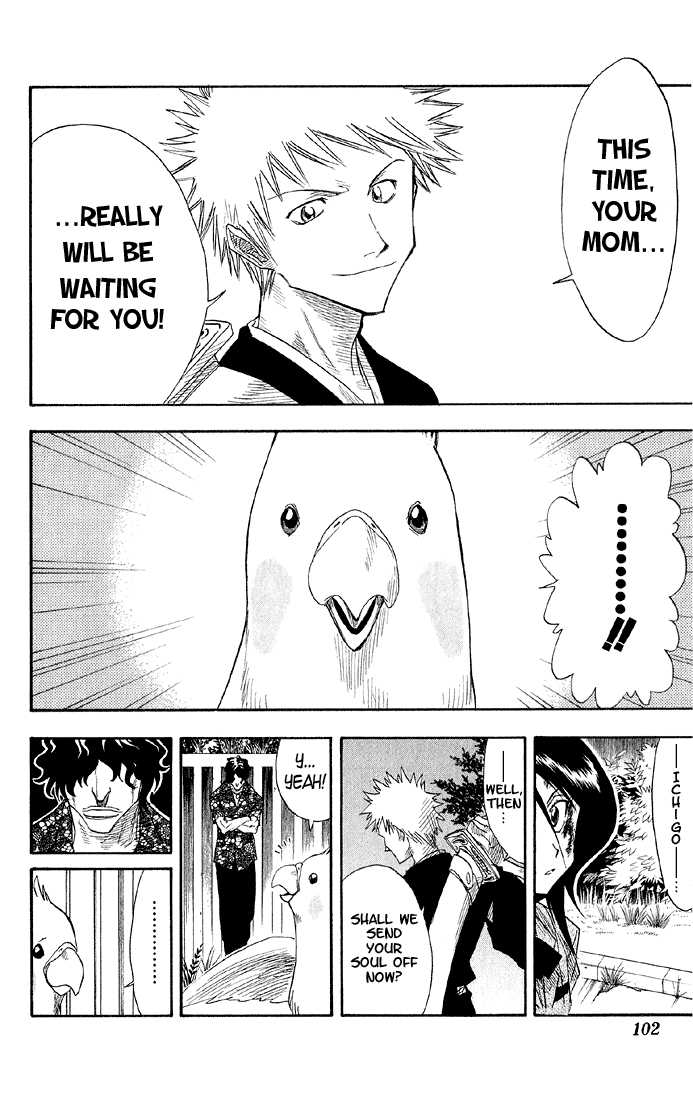 THIS
TIME,
YOUR
MOM...
...REALLY
WILL BE
WAITING
FOR YOU!
.........!!
—ICHIGO—...
—WELL,
THEN
...
SHALL WE
SEND
YOUR
SOUL OFF
NOW?
Y...
YEAH!
.........
102